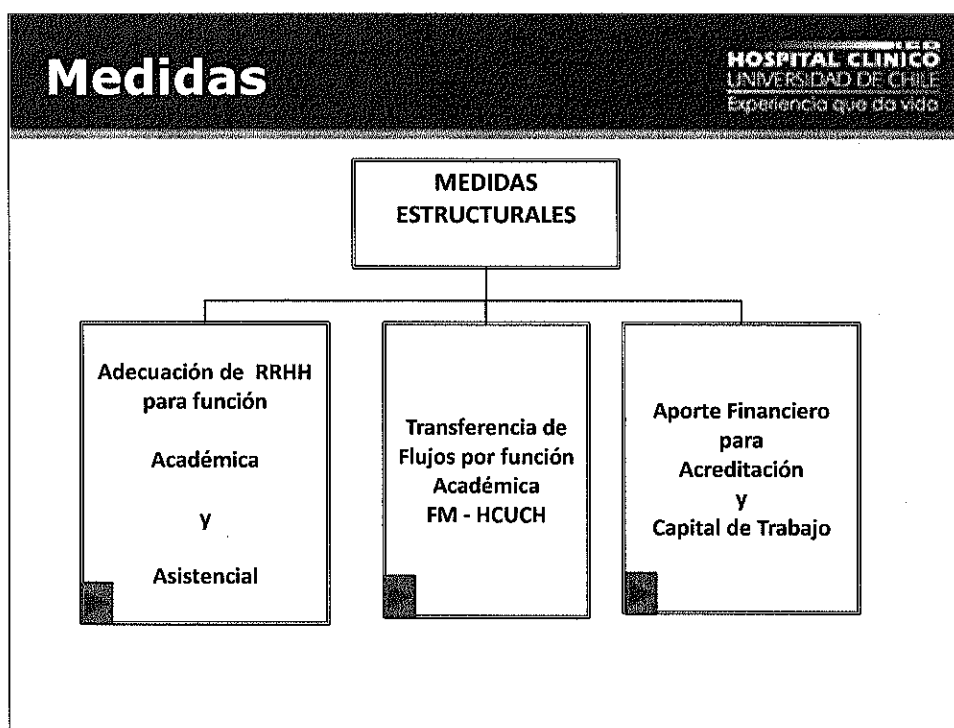 Medidas
HOSPITAL CLINICO
UNIVERSIDAD DE CHILE
Experiencia que da vida
MEDIDAS
ESTRUCTURALES
Adecuación de RRHH
para función
Académica
y
Asistencial
Transferencia de
Flujos por función
Académica
FM - HCUCH
Aporte Financiero
para
Acreditación
y
Capital de Trabajo